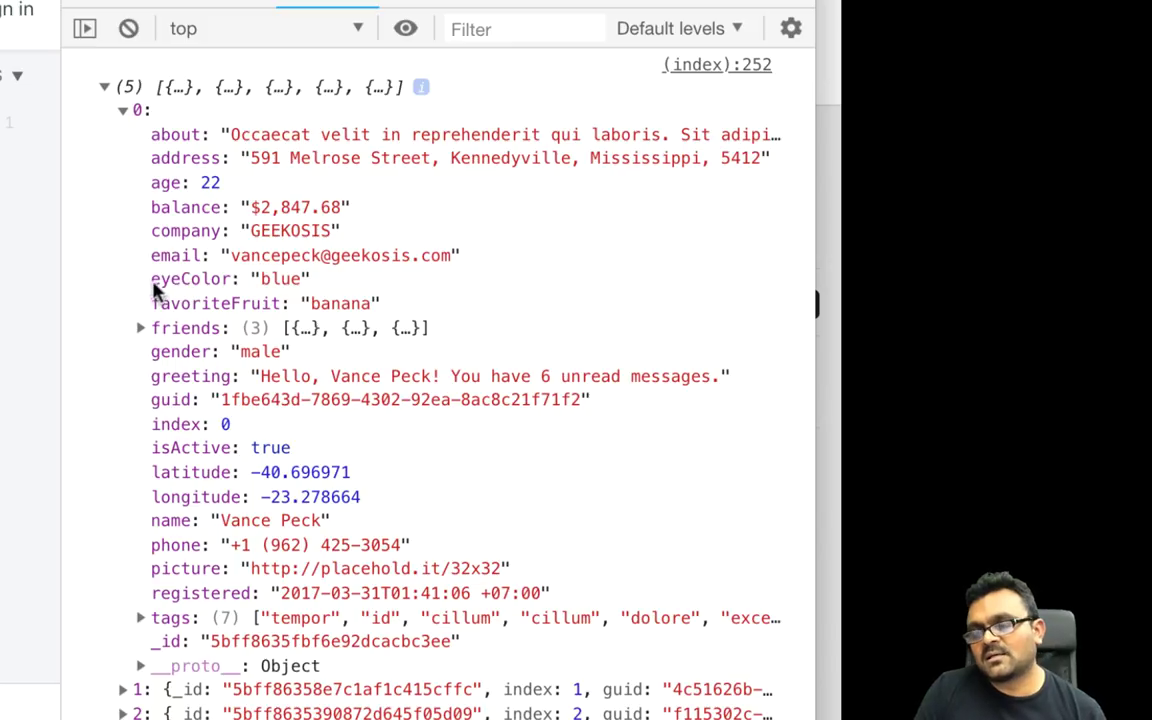 gn in
top
Filter
Default levels
(index):252
(5) [{…}, {…}, {…}, {…}, {…}] i
0:
about: "Occaecat velit in reprehenderit qui laboris. Sit adipi…
address: "591 Melrose Street, Kennedyville, Mississippi, 5412"
age: 22
balance: "$2,847.68"
company: "GEEKOSIS"
email: "vancepeck@geekosis.com"
eyeColor: "blue"
favoriteFruit: "banana"
friends: (3) [{…}, {…}, {…}]
gender: "male"
greeting: "Hello, Vance Peck! You have 6 unread messages."
guid: "1fbe643d-7869-4302-92ea-8ac8c21f71f2"
index: 0
isActive: true
latitude: -40.696971
longitude: -23.278664
name: "Vance Peck"
phone: "+1 (962) 425-3054"
picture: "http://placehold.it/32x32"
registered: "2017-03-31T01:41:06 +07:00"
tags: (7) ["tempor", "id", "cillum", "cillum", "dolore", "exce…
_id: "5bff8635fbf6e92dcacbc3ee"
__proto__: Object
1: {_id: "5bff86358e7c1af1c415cffc", index: 1, guid: "4c51626b-…
2: {_id: "5bff8635390872d645f05d09", index: 2, guid: "f115302c-…
1